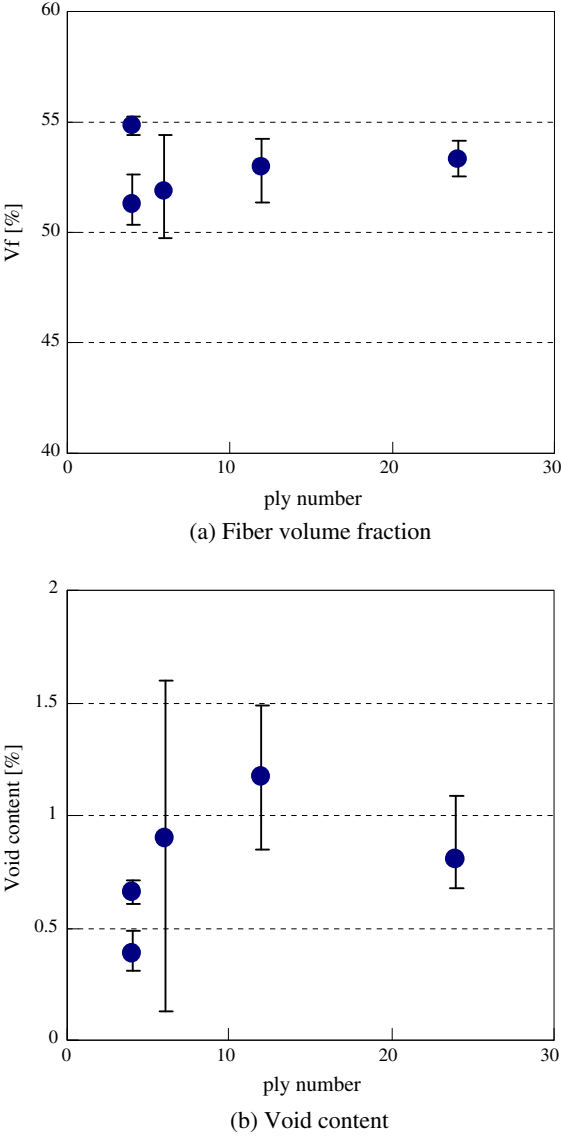 60
55
50
45
40
Vf [%]
0 10 20 30
ply number
(a) Fiber volume fraction
2
1.5
1
0.5
0
Void content [%]
0 10 20 30
ply number
(b) Void content